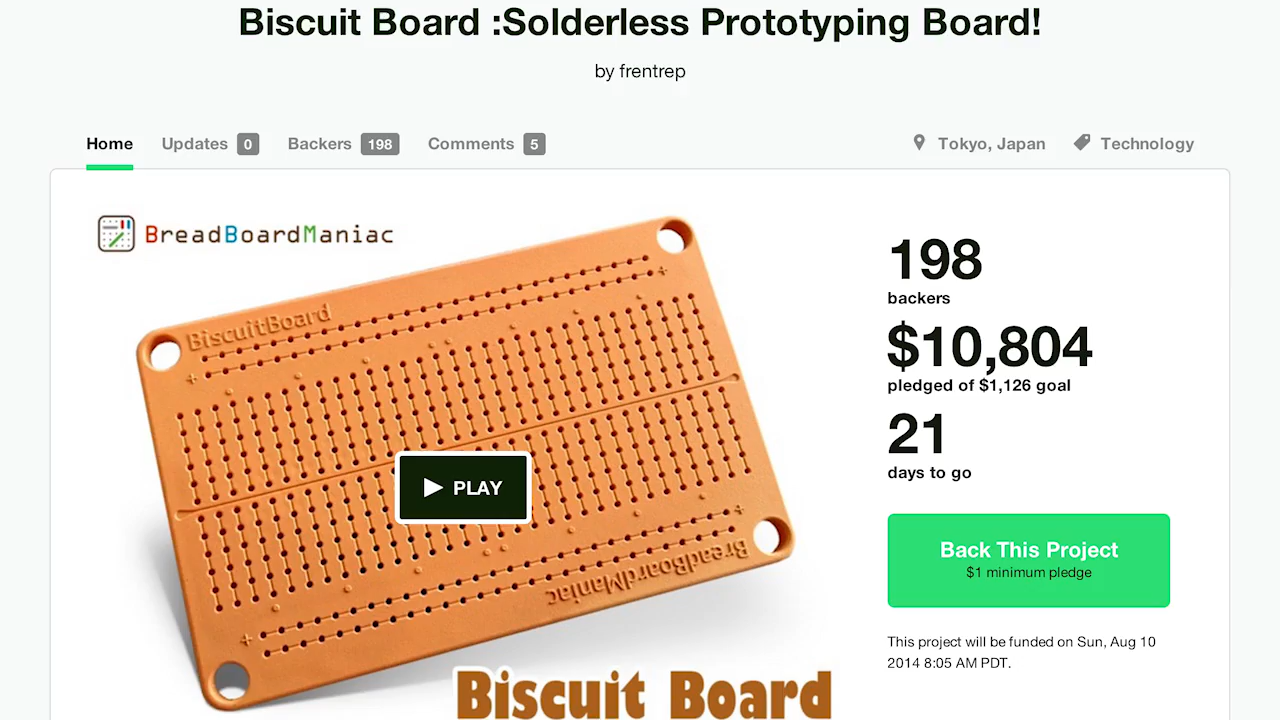 Biscuit Board :Solderless Prototyping Board!
by frentrep
Home Updates 0 Backers 198 Comments 5 Tokyo, Japan Technology
BreadBoardManiac
BiscuitBoard
PLAY
BreadBoardManiac
Biscuit Board
198
backers
$10,804
pledged of $1,126 goal
21
days to go
Back This Project
$1 minimum pledge
This project will be funded on Sun, Aug 10
2014 8:05 AM PDT.